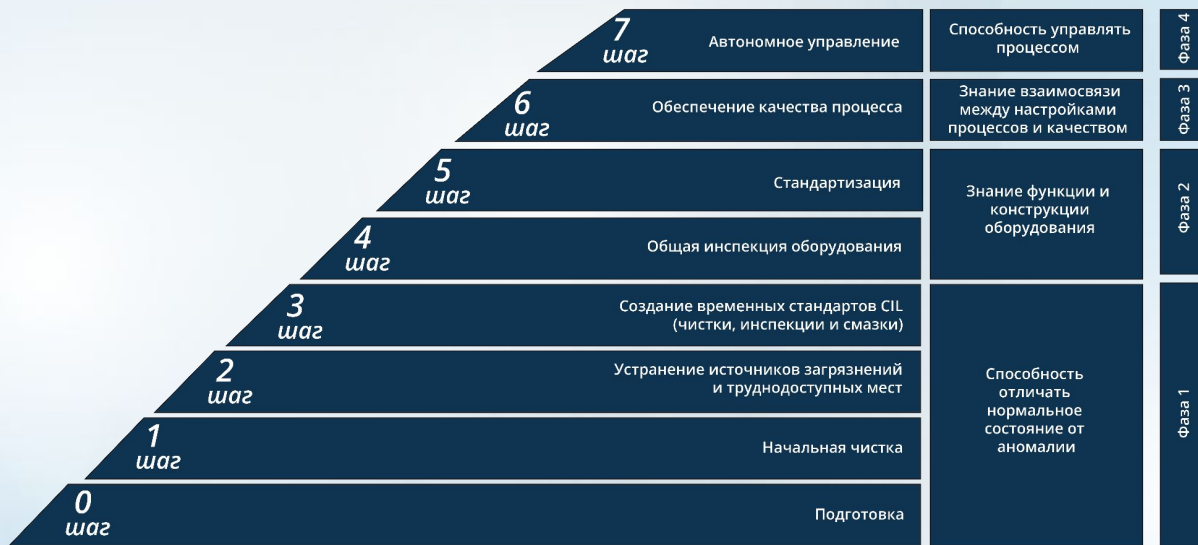 7
шаг
Автономное управление
Способность управлять
процессом
Фаза 4
6
шаг
Обеспечение качества процесса
Знание взаимосвязи
между настройками
процессов и качеством
Фаза 3
5
шаг
Стандартизация
4
шаг
Общая инспекция оборудования
Знание функции и
конструкции
оборудования
Фаза 2
3
шаг
Создание временных стандартов CIL
(чистки, инспекции и смазки)
2
шаг
Устранение источников загрязнений
и труднодоступных мест
1
шаг
Начальная чистка
0
шаг
Подготовка
Способность
отличать
нормальное
состояние от
аномалии
Фаза 1